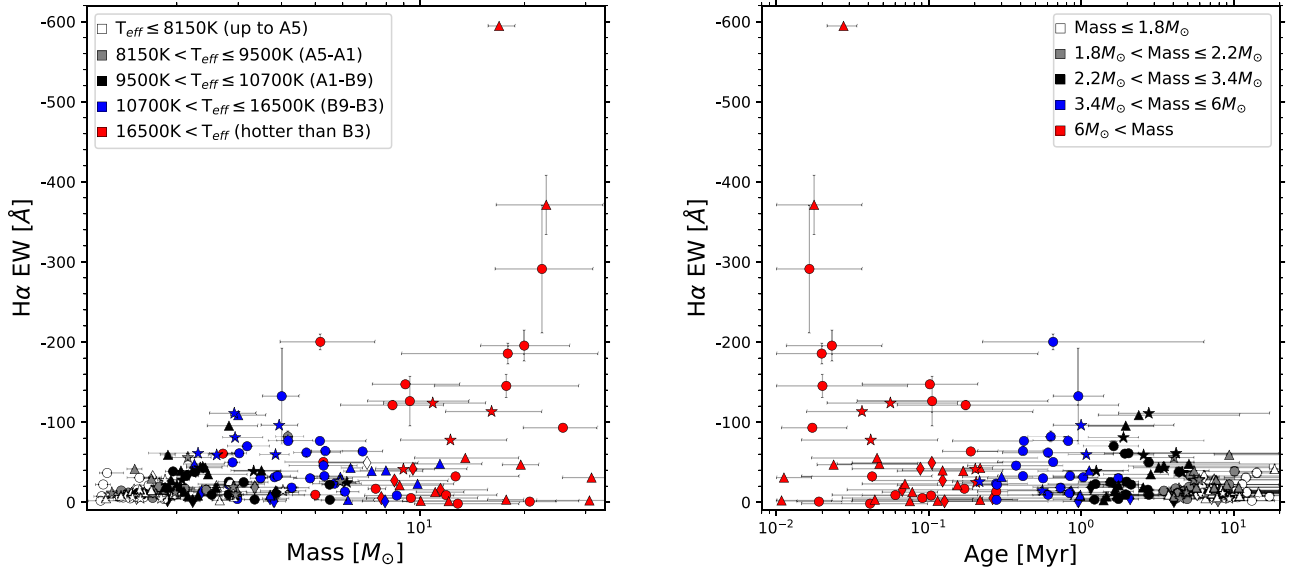 -600
-500
-400
-300
-200
-100
0
Hα EW [Å]
T_eff ≤ 8150K (up to A5)
8150K < T_eff ≤ 9500K (A5-A1)
9500K < T_eff ≤ 10700K (A1-B9)
10700K < T_eff ≤ 16500K (B9-B3)
16500K < T_eff (hotter than B3)
10¹
Mass [M⊙]
-600
-500
-400
-300
-200
-100
0
Hα EW [Å]
Mass ≤ 1.8M⊙
1.8M⊙ < Mass ≤ 2.2M⊙
2.2M⊙ < Mass ≤ 3.4M⊙
3.4M⊙ < Mass ≤ 6M⊙
6M⊙ < Mass
10⁻² 10⁻¹ 10⁰ 10¹
Age [Myr]